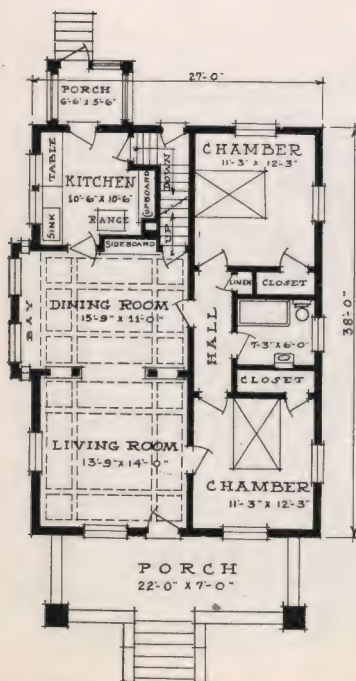 PORCH
6'-6" X 5'-6"
27'-0"
TABLE
KITCHEN
10'-6" X 10'-6"
SINK
RANGE
CUPBOARD
DOWN
UP
SIDEBOARD
CHAMBER
11'-3" X 12'-3"
LINEN
CLOSET
BAY
DINING ROOM
13'-9" X 11'-0"
HALL
7'-3" X 6'-0"
38'-0"
CLOSET
LIVING ROOM
13'-9" X 14'-0"
CHAMBER
11'-3" X 12'-3"
PORCH
22'-0" X 7'-0"